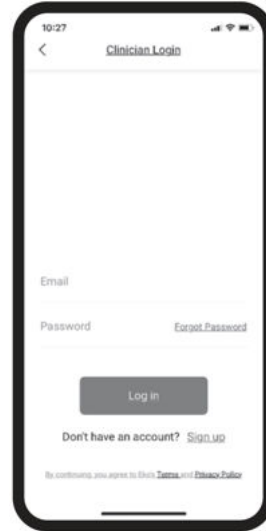 10:27
Clinician Login
Email
Password Forgot Password
Log in
Don't have an account? Sign up
By continuing, you agree to Eko's Terms and Privacy Policy